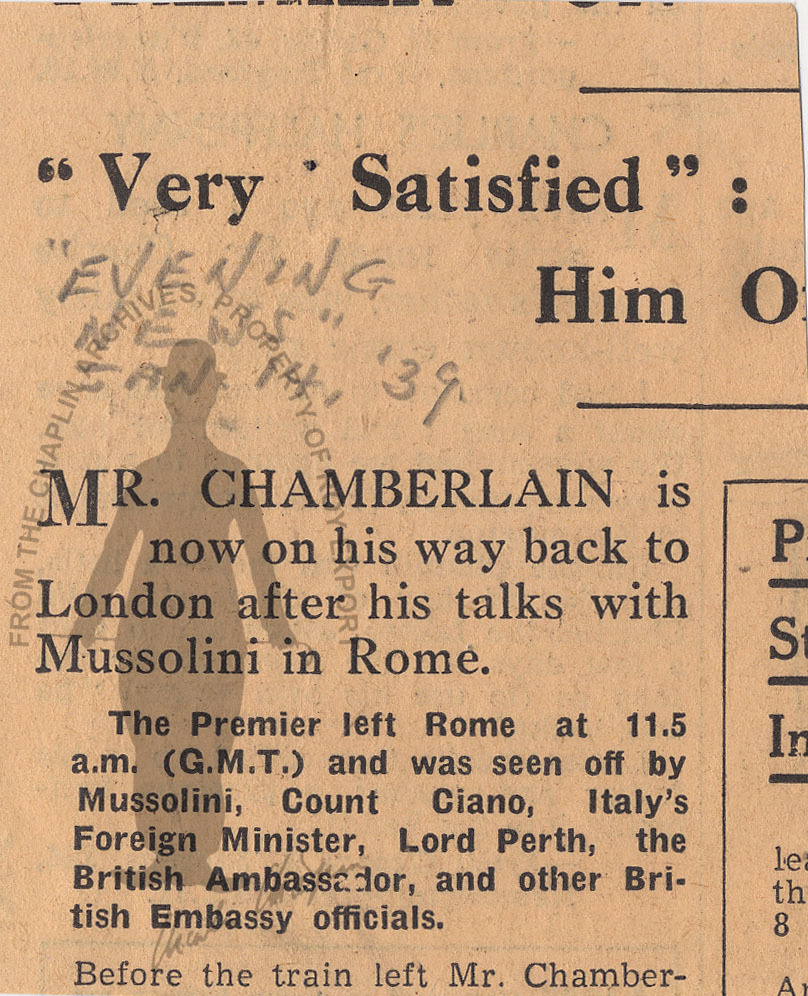 “ Very Satisfied ” :
Him O
"EVENING
NEWS"
JAN. 14. '39.
FROM THE CHAPLIN ARCHIVES, PROPERTY OF ROY EXPORT
MR. CHAMBERLAIN is
now on his way back to
London after his talks with
Mussolini in Rome.
The Premier left Rome at 11.5
a.m. (G.M.T.) and was seen off by
Mussolini, Count Ciano, Italy’s
Foreign Minister, Lord Perth, the
British Ambassador, and other Bri-
tish Embassy officials.
Before the train left Mr. Chamber-
P
St
In
lea
th
8
An